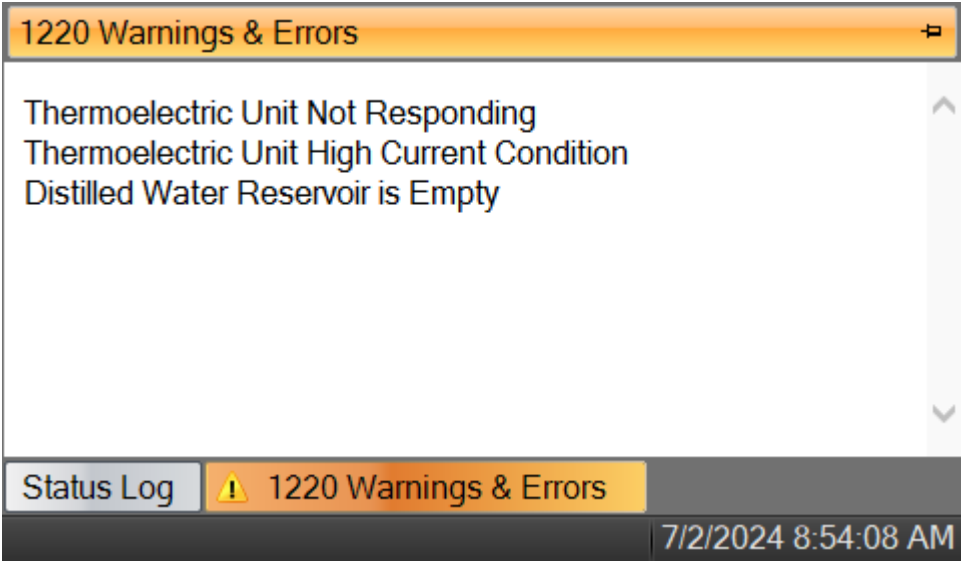 1220 Warnings & Errors
Thermoelectric Unit Not Responding
Thermoelectric Unit High Current Condition
Distilled Water Reservoir is Empty
Status Log
1220 Warnings & Errors
7/2/2024 8:54:08 AM